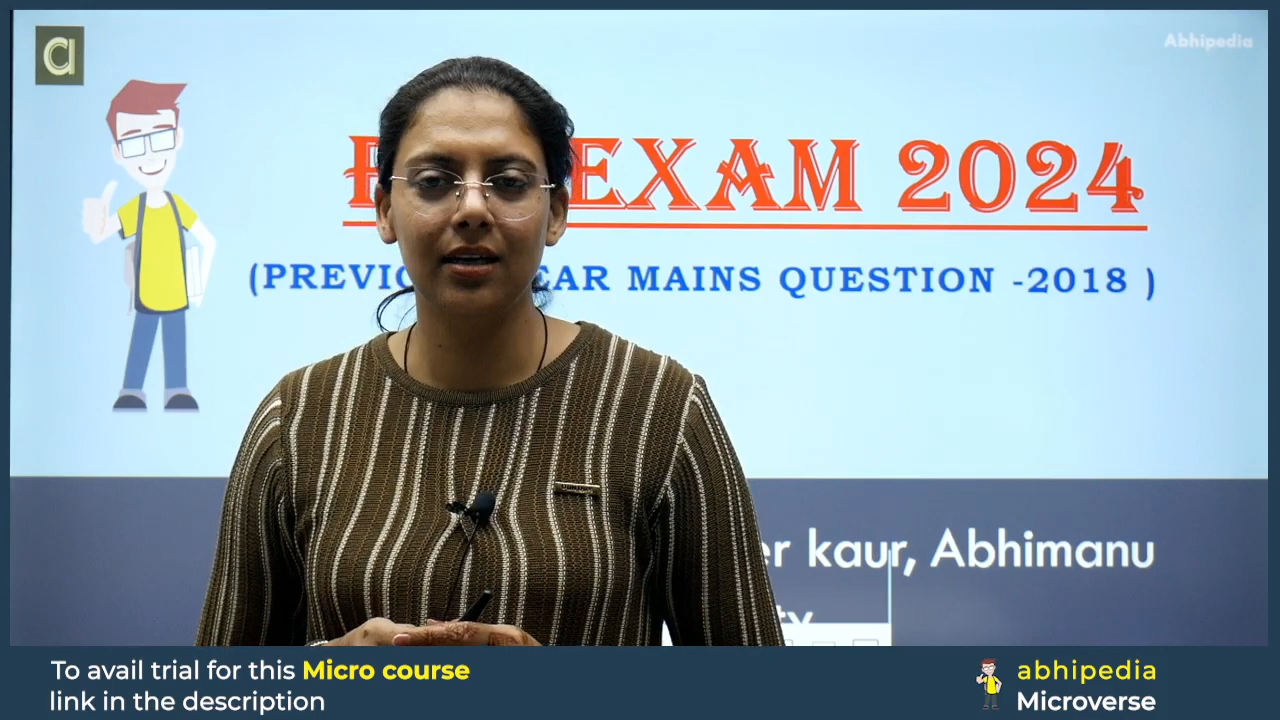 a
Abhipedia
EXAM 2024
(PREVIO EAR MAINS QUESTION -2018 )
er kaur, Abhimanu
ty
To avail trial for this Micro course
link in the description
abhipedia
Microverse